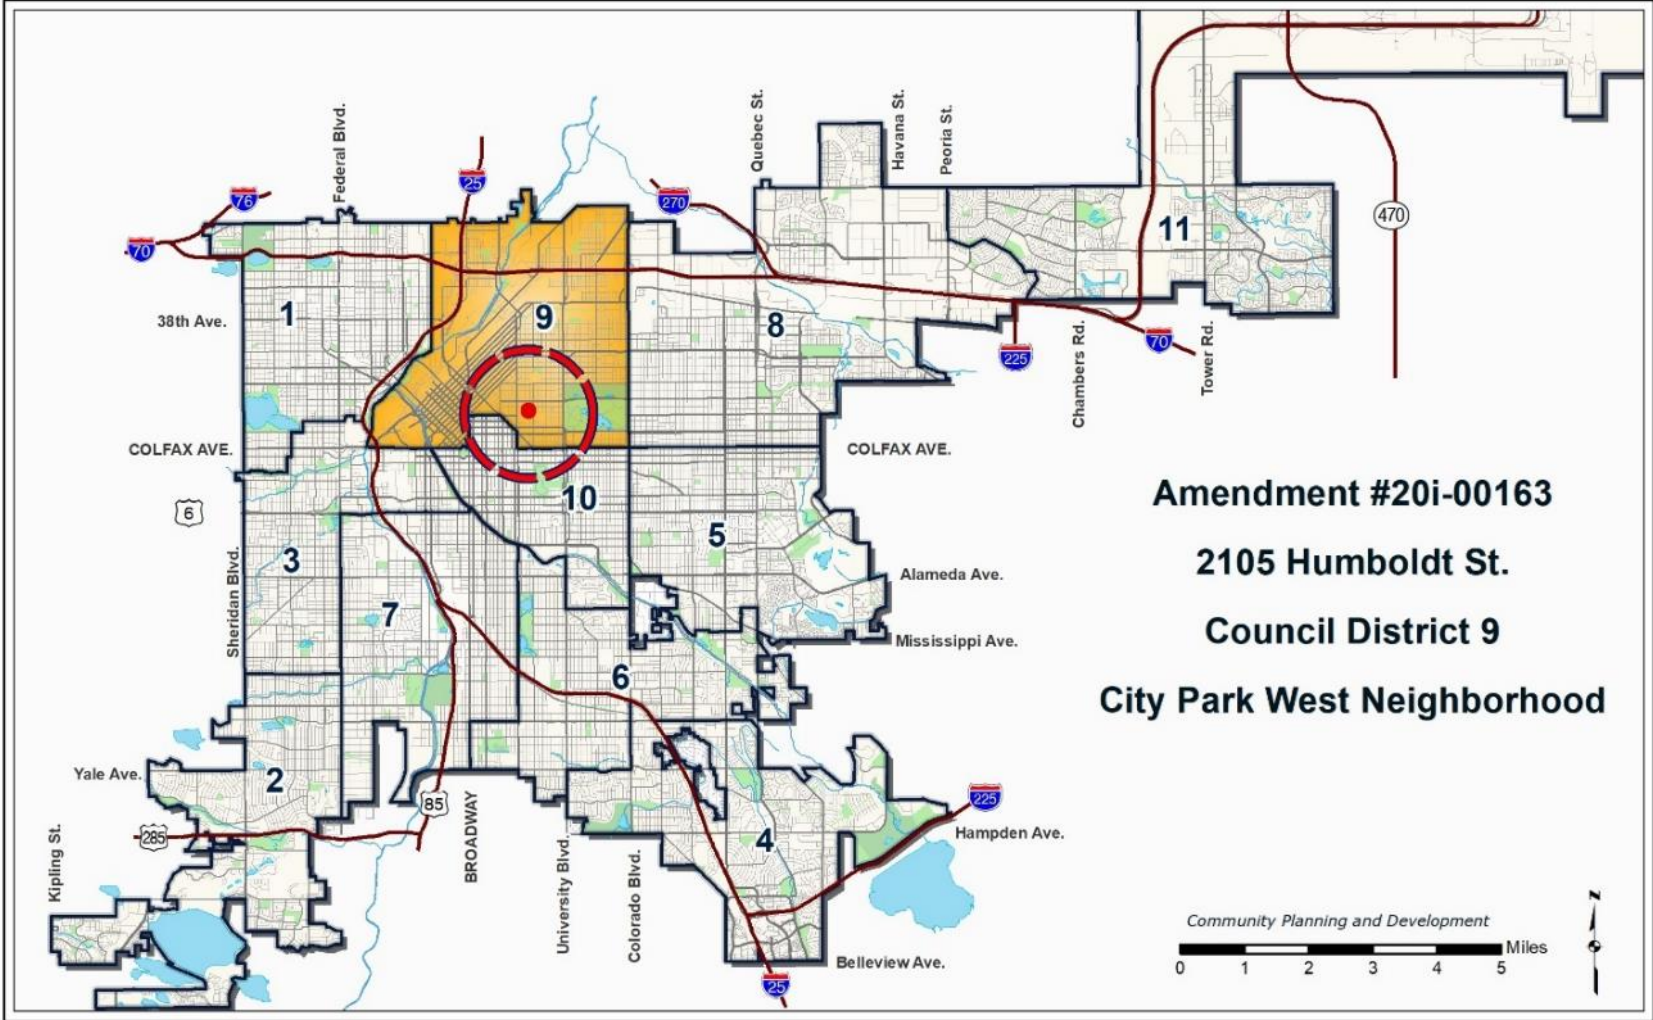 Federal Blvd.
Quebec St.
Havana St.
Peoria St.
76
25
270
70
470
11
1
9
8
38th Ave.
225
Chambers Rd.
70
Tower Rd.
COLFAX AVE.
COLFAX AVE.
6
10
5
3
Sheridan Blvd.
Alameda Ave.
7
Mississippi Ave.
6
Yale Ave.
2
85
BROADWAY
225
285
4
Hampden Ave.
Kipling St.
University Blvd.
Colorado Blvd.
Belleview Ave.
25
Amendment #20i-00163
2105 Humboldt St.
Council District 9
City Park West Neighborhood
Community Planning and Development
Miles
0 1 2 3 4 5
N